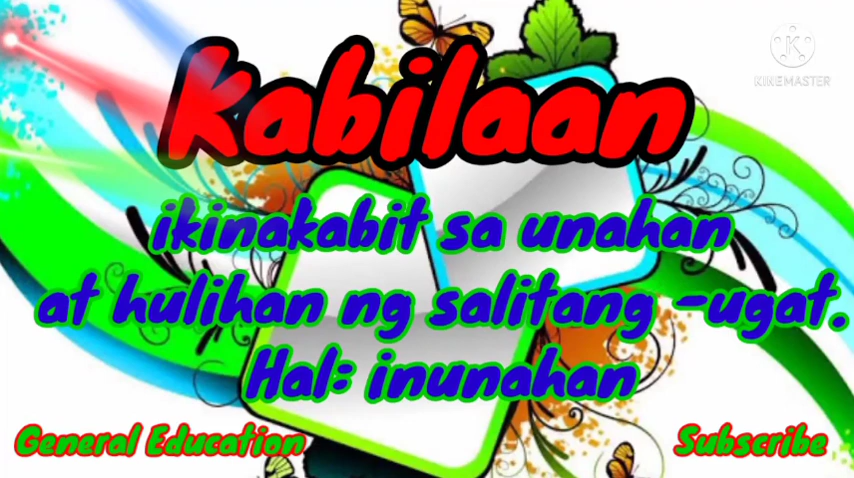 KINEMASTER
Kabilaan
ikinakabit sa unahan
at hulihan ng salitang -ugat.
Hal: inunahan
General Education
Subscribe